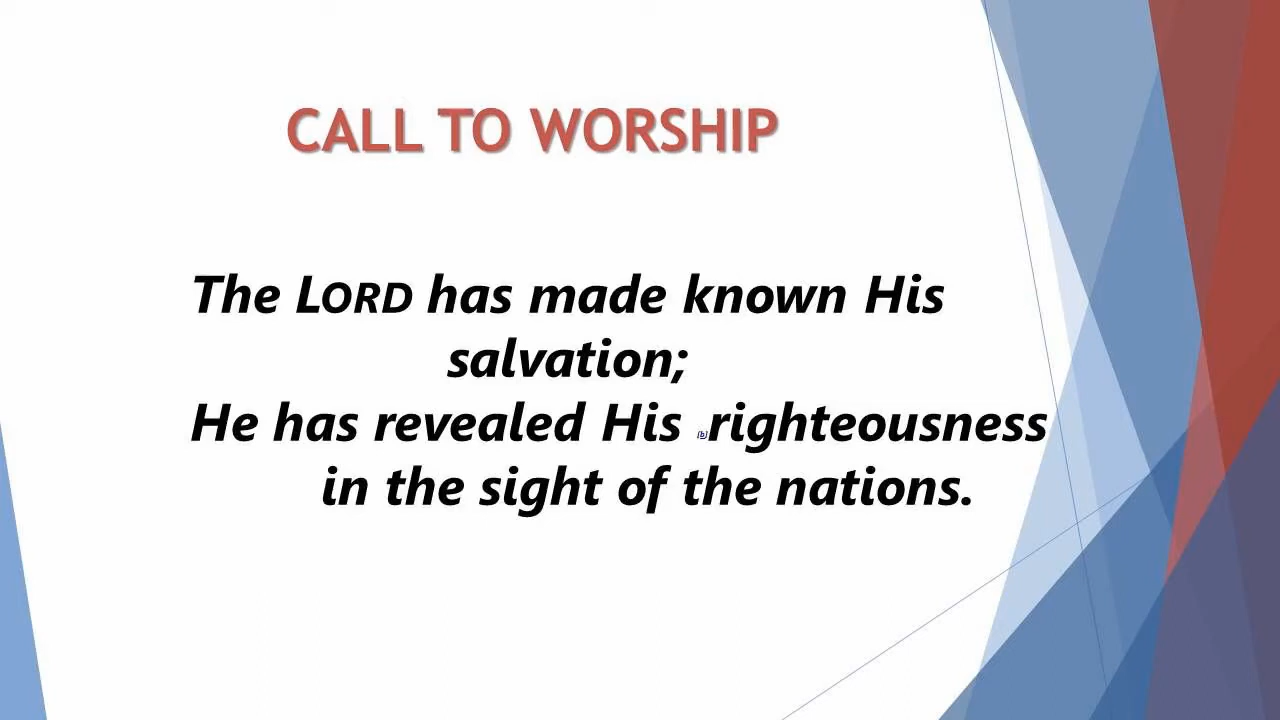 CALL TO WORSHIP
The LORD has made known His
salvation;
He has revealed His [b]righteousness
in the sight of the nations.